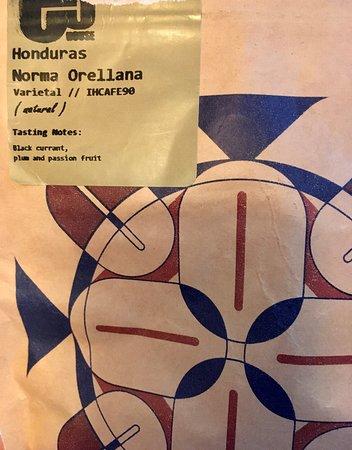 HOUSE
Honduras
Norma Orellana
Varietal // IHCAFE90
(natural)
Tasting Notes:
Black currant,
plum and passion fruit